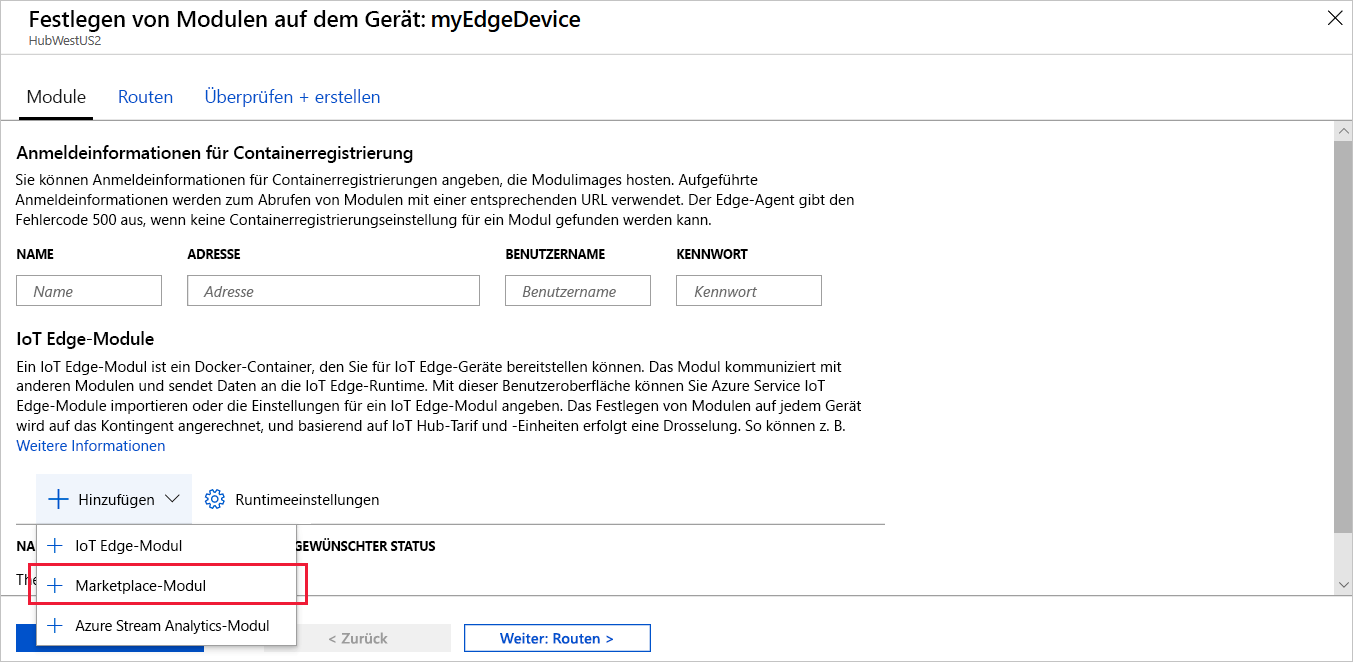 Festlegen von Modulen auf dem Gerät: myEdgeDevice
HubWestUS2
Module Routen Überprüfen + erstellen
Anmeldeinformationen für Containerregistrierung
Sie können Anmeldeinformationen für Containerregistrierungen angeben, die Modulimages hosten. Aufgeführte
Anmeldeinformationen werden zum Abrufen von Modulen mit einer entsprechenden URL verwendet. Der Edge-Agent gibt den
Fehlercode 500 aus, wenn keine Containerregistrierungseinstellung für ein Modul gefunden werden kann.
NAME ADRESSE BENUTZERNAME KENNWORT
Name Adresse Benutzername Kennwort
IoT Edge-Module
Ein IoT Edge-Modul ist ein Docker-Container, den Sie für IoT Edge-Geräte bereitstellen können. Das Modul kommuniziert mit
anderen Modulen und sendet Daten an die IoT Edge-Runtime. Mit dieser Benutzeroberfläche können Sie Azure Service IoT
Edge-Module importieren oder die Einstellungen für ein IoT Edge-Modul angeben. Das Festlegen von Modulen auf jedem Gerät
wird auf das Kontingent angerechnet, und basierend auf IoT Hub-Tarif und -Einheiten erfolgt eine Drosselung. So können z. B.
Weitere Informationen
Hinzufügen Runtimeeinstellungen
IoT Edge-Modul GEWÜNSCHTER STATUS
Marketplace-Modul
Azure Stream Analytics-Modul
< Zurück Weiter: Routen >